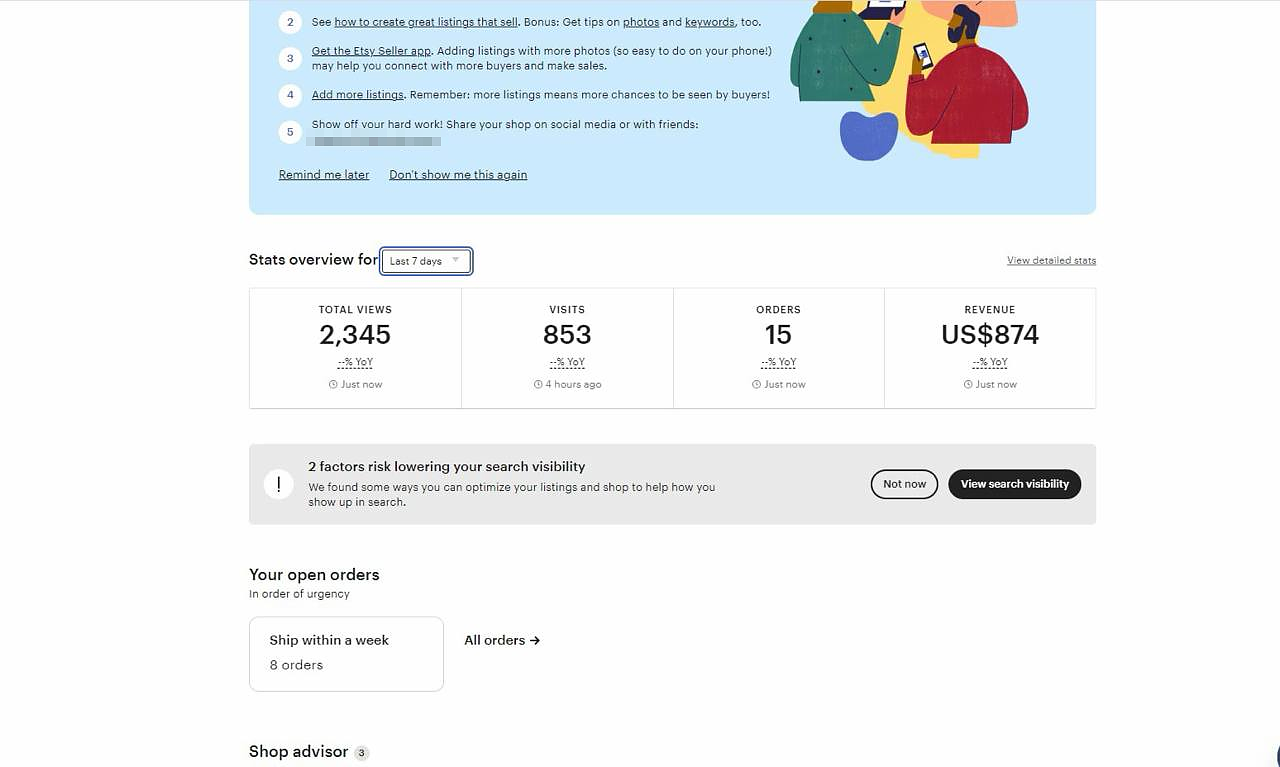 2 See how to create great listings that sell. Bonus: Get tips on photos and keywords, too.
3 Get the Etsy Seller app. Adding listings with more photos (so easy to do on your phone!)
may help you connect with more buyers and make sales.
4 Add more listings. Remember: more listings means more chances to be seen by buyers!
5 Show off your hard work! Share your shop on social media or with friends:
Remind me later Don't show me this again
Stats overview for Last 7 days View detailed stats
TOTAL VIEWS VISITS ORDERS REVENUE
2,345 853 15 US$874
--% YoY --% YoY --% YoY --% YoY
Just now 4 hours ago Just now Just now
! 2 factors risk lowering your search visibility
We found some ways you can optimize your listings and shop to help how you
show up in search.
Not now View search visibility
Your open orders
In order of urgency
Ship within a week All orders →
8 orders
Shop advisor 3